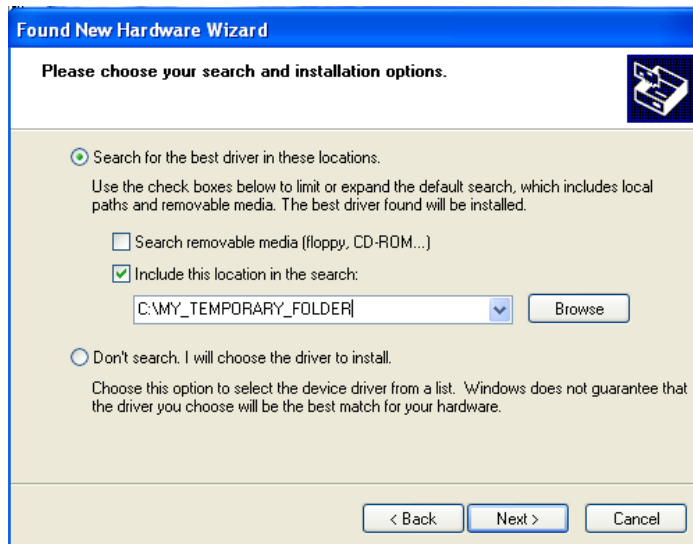 Found New Hardware Wizard
Please choose your search and installation options.
Search for the best driver in these locations.
Use the check boxes below to limit or expand the default search, which includes local
paths and removable media. The best driver found will be installed.
Search removable media (floppy, CD-ROM...)
Include this location in the search:
C:\MY_TEMPORARY_FOLDER
Browse
Don't search. I will choose the driver to install.
Choose this option to select the device driver from a list. Windows does not guarantee that
the driver you choose will be the best match for your hardware.
< Back Next > Cancel